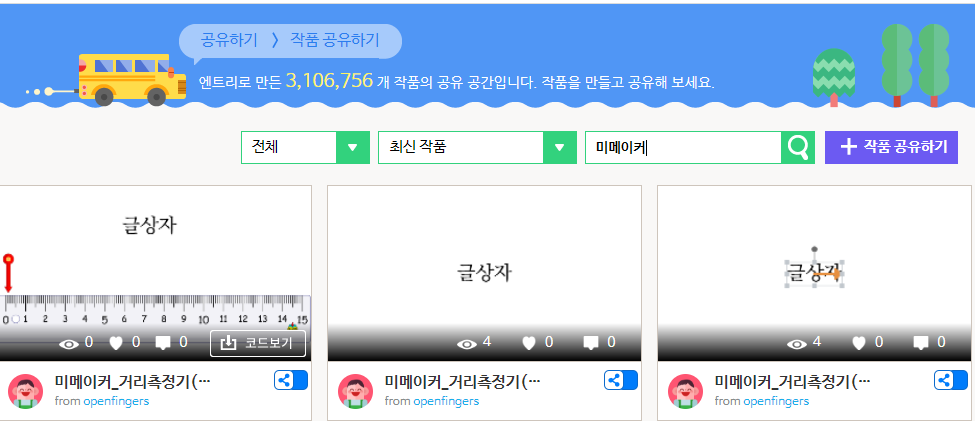 공유하기 〉 작품 공유하기
엔트리로 만든 3,106,756 개 작품의 공유 공간입니다. 작품을 만들고 공유해 보세요.
전체 최신 작품 미메이커 + 작품 공유하기
글상자 글상자 글상자
0 1 2 3 4 5 6 7 8 9 10 11 12 13 14 15
0 0 0 코드보기 4 0 0 4 0 0
미메이커_거리측정기(··· 미메이커_거리측정기(··· 미메이커_거리측정기(···
from openfingers from openfingers from openfingers